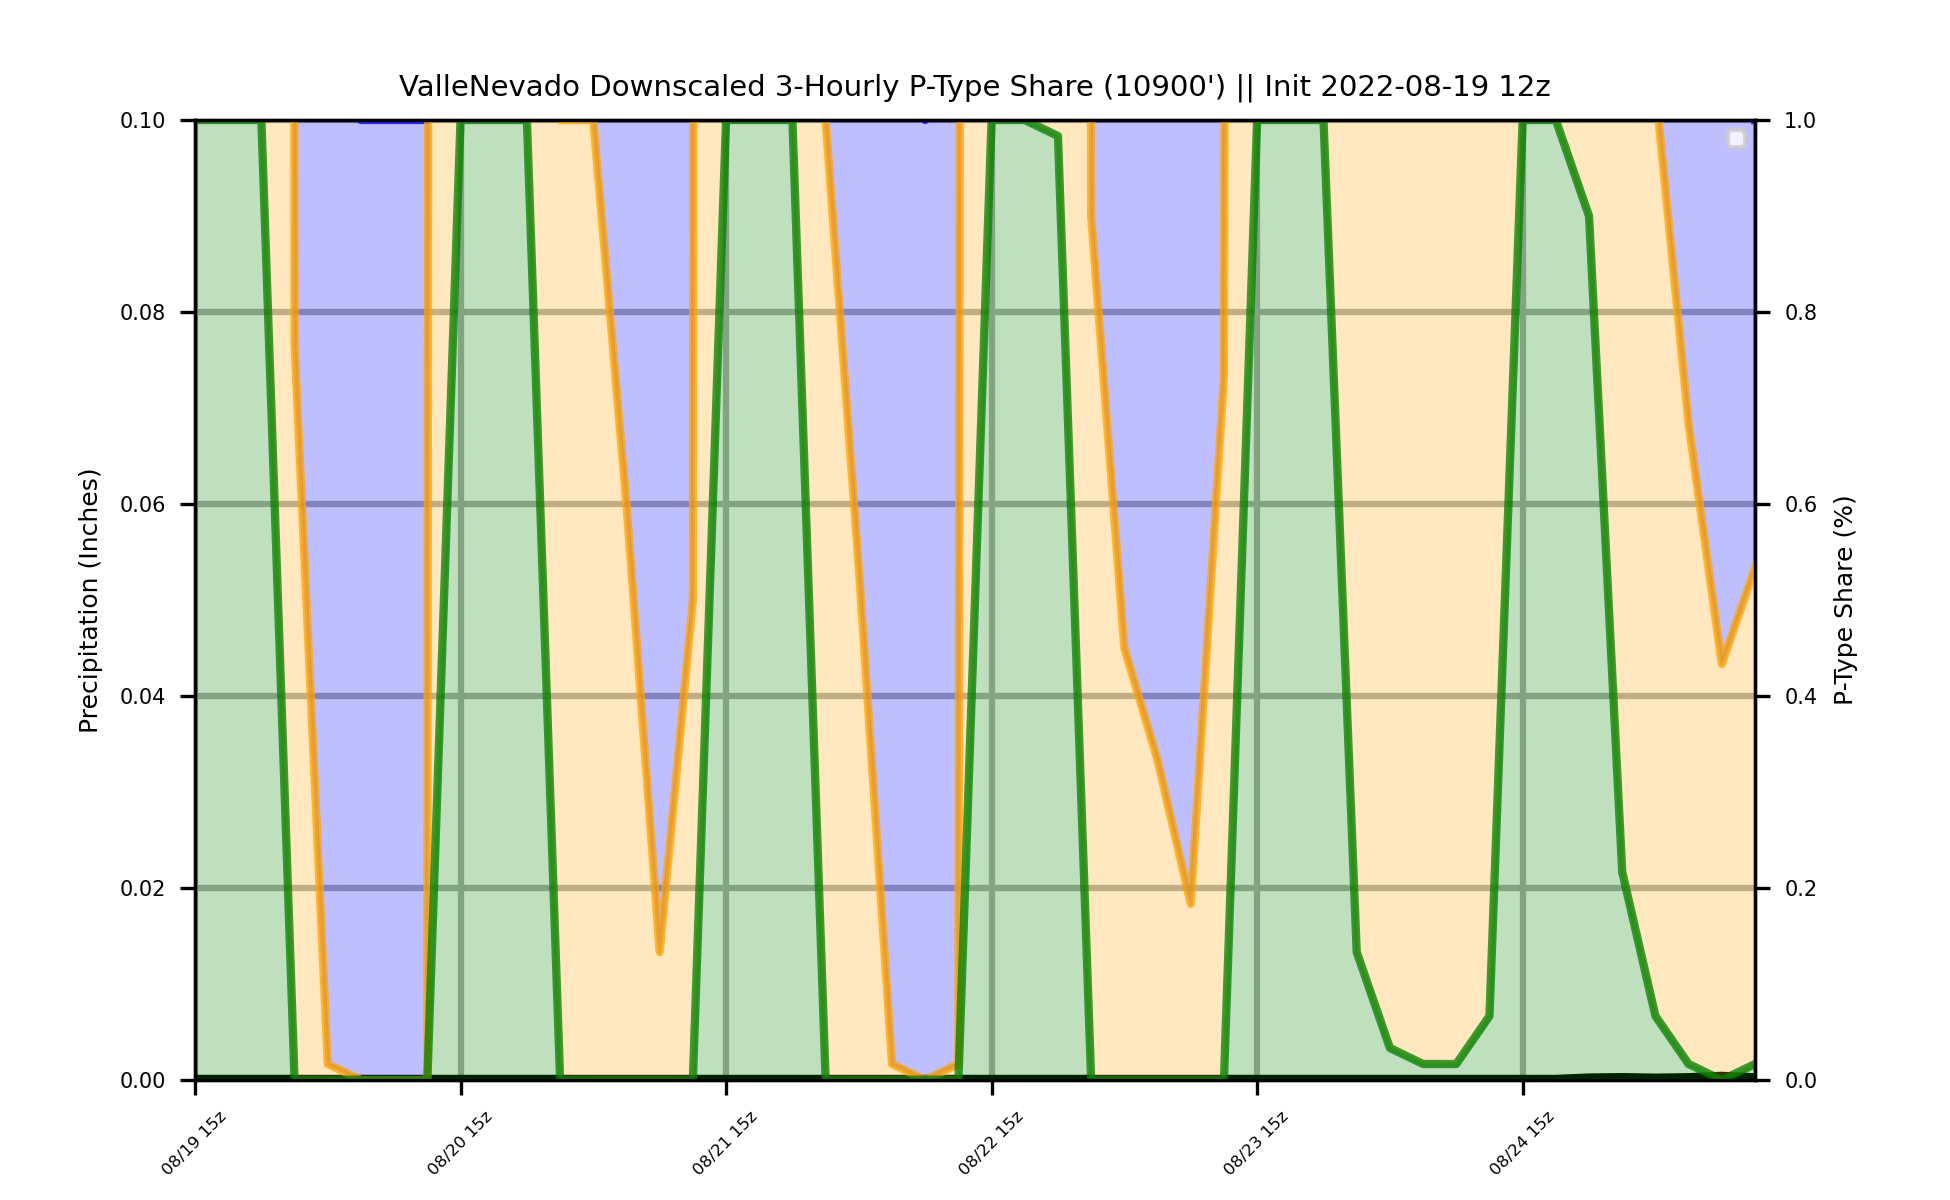 ValleNevado Downscaled 3-Hourly P-Type Share (10900') || Init 2022-08-19 12z
0.10
0.08
0.06
0.04
0.02
0.00
Precipitation (Inches)
1.0
0.8
0.6
0.4
0.2
0.0
P-Type Share (%)
08/19 15z
08/20 15z
08/21 15z
08/22 15z
08/23 15z
08/24 15z